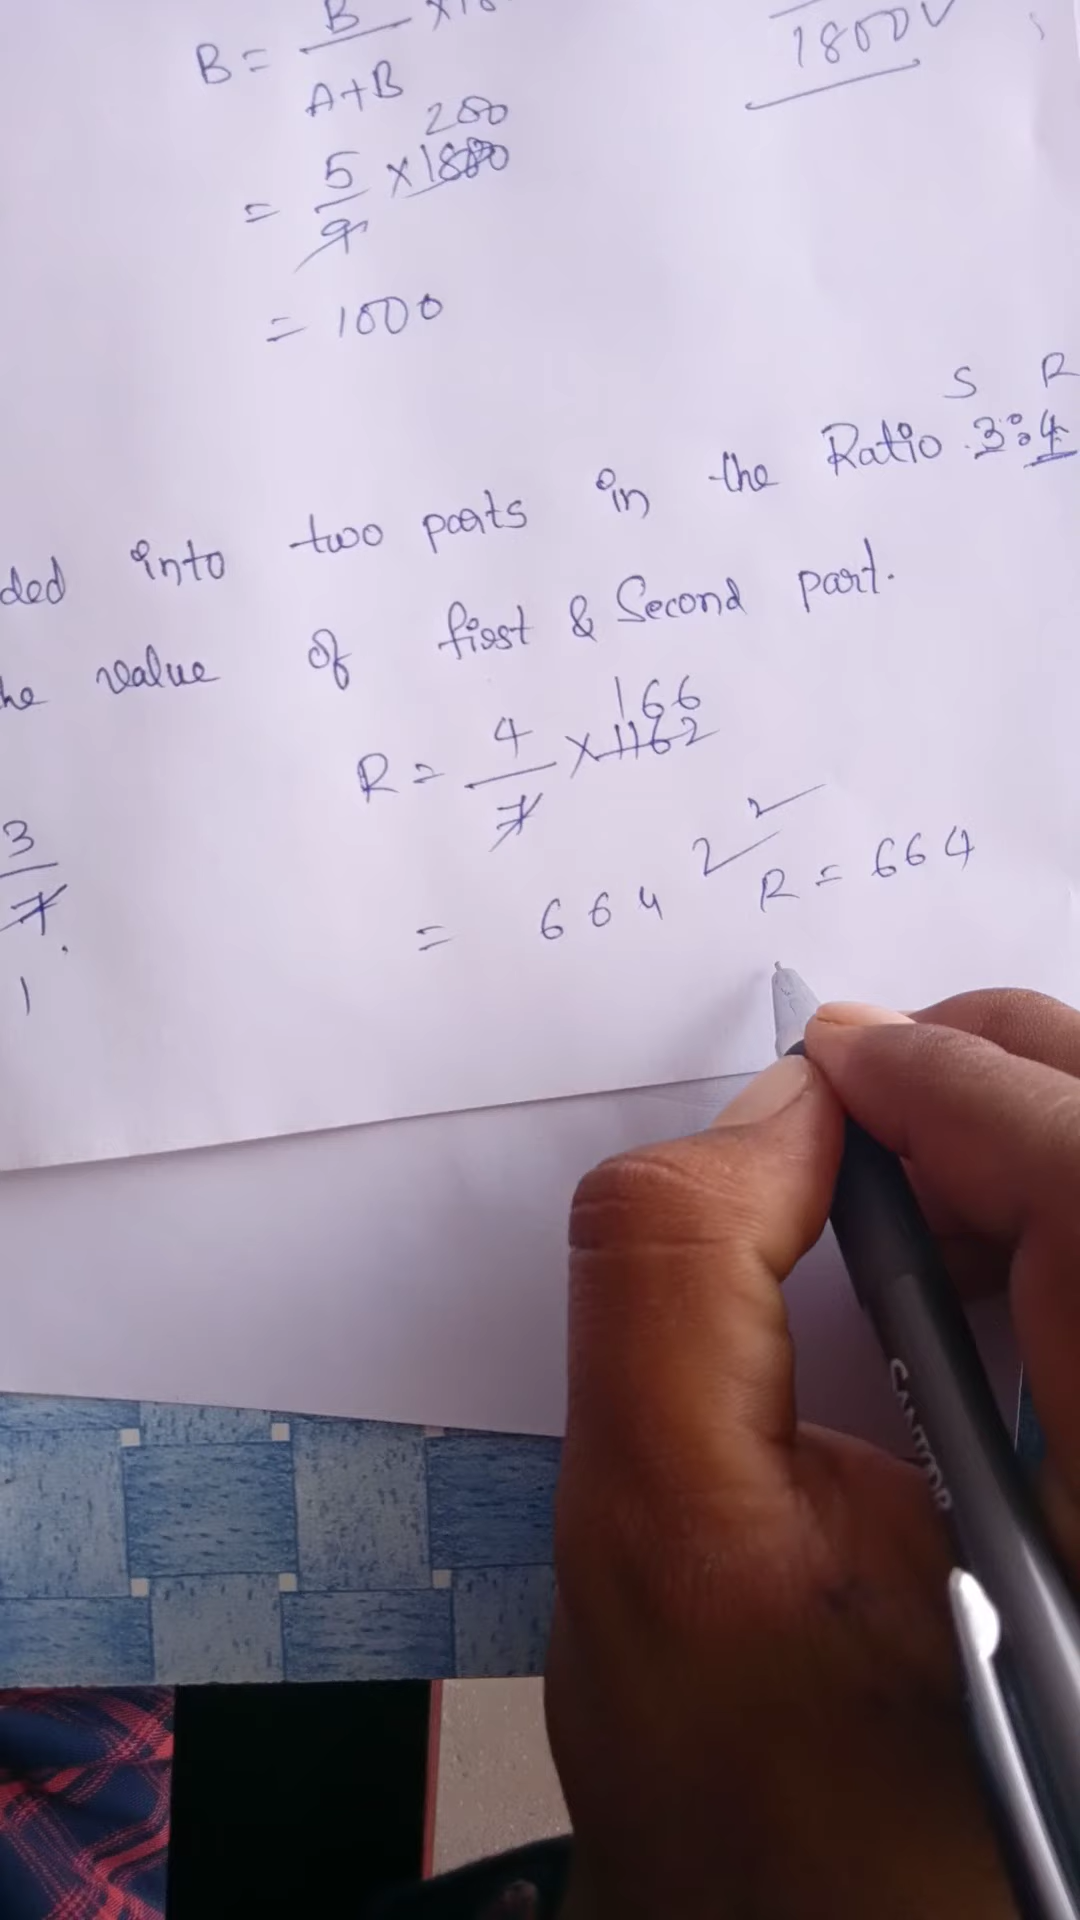 B = B/A+B ×
1800
200
= 5/9 ×1800
= 1000
S R
ded into two parts in the Ratio 3:4
he value of first & Second part.
166
R = 4/7 ×1162
3/7
= 664
R = 664
1